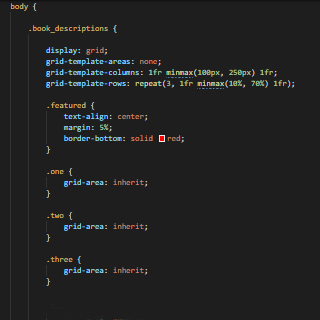 body {
.book_descriptions {
display: grid;
grid-template-areas: none;
grid-template-columns: 1fr minmax(100px, 250px) 1fr;
grid-template-rows: repeat(3, 1fr minmax(10%, 70%) 1fr);
.featured {
text-align: center;
margin: 5%;
border-bottom: solid red;
}
.one {
grid-area: inherit;
}
.two {
grid-area: inherit;
}
.three {
grid-area: inherit;
}